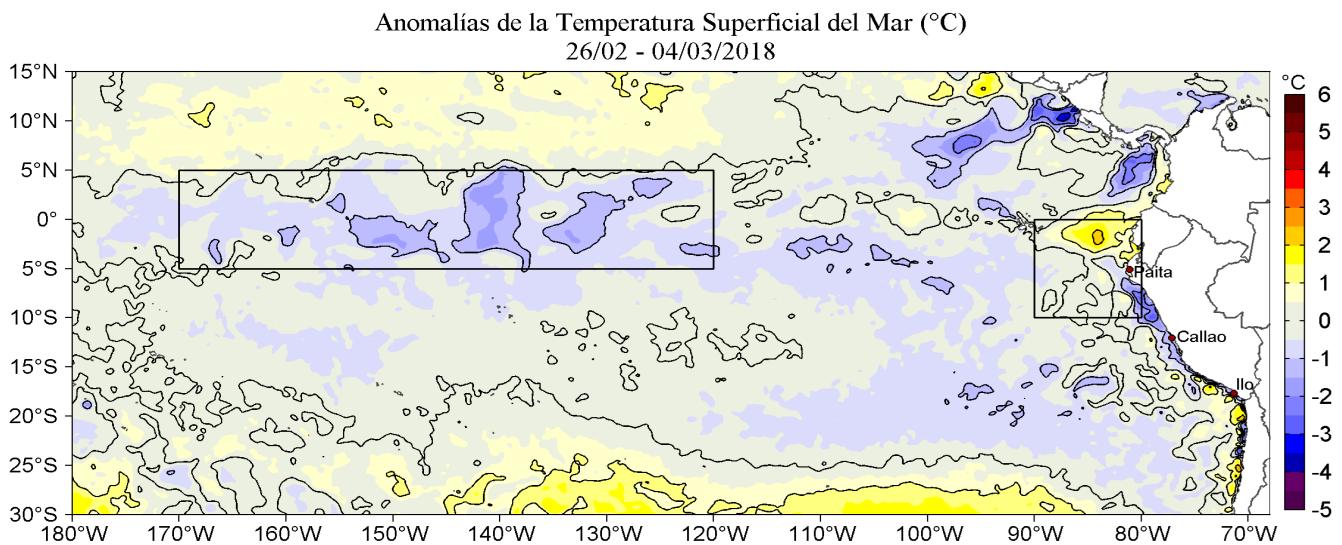 Anomalías de la Temperatura Superficial del Mar (°C)
26/02 - 04/03/2018
15°N
10°N
5°N
0°
5°S
10°S
15°S
20°S
25°S
30°S
180°W 170°W 160°W 150°W 140°W 130°W 120°W 110°W 100°W 90°W 80°W 70°W
Paita
Callao
Ilo
°C
6
5
4
3
2
1
0
-1
-2
-3
-4
-5